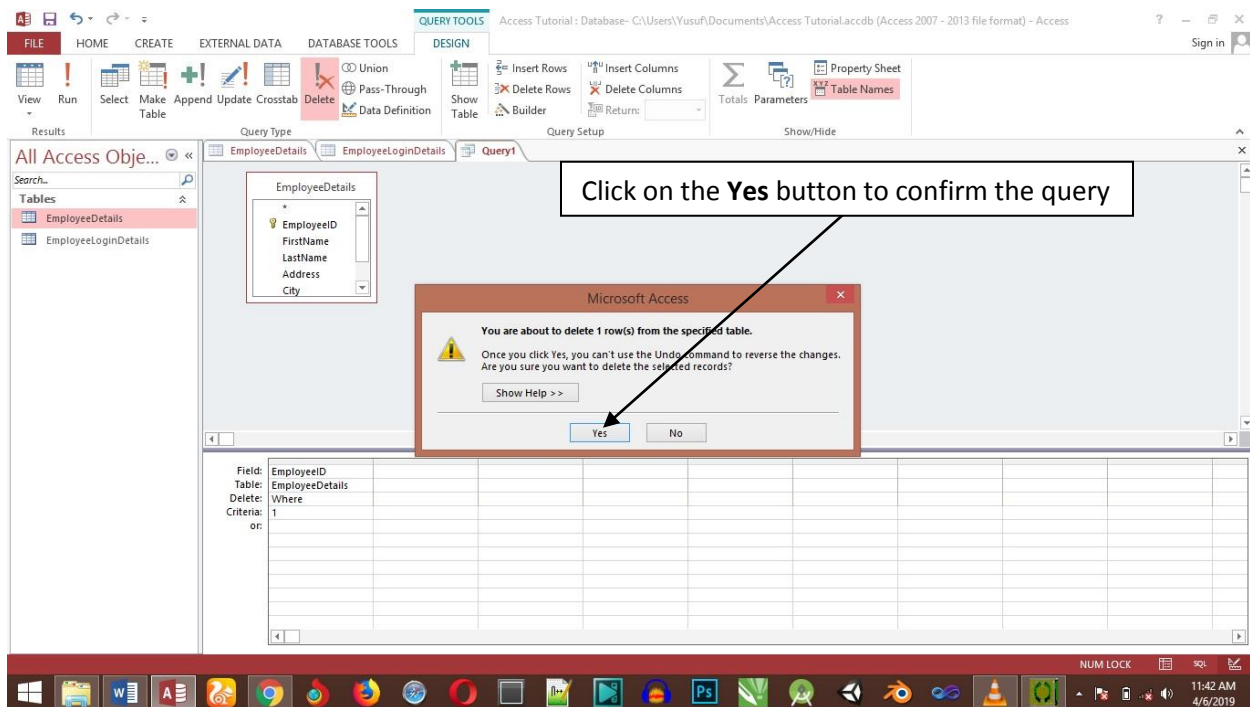 QUERY TOOLS Access Tutorial : Database- C:\Users\Yusuf\Documents\Access Tutorial.accdb (Access 2007 - 2013 file format) - Access ?
FILE HOME CREATE EXTERNAL DATA DATABASE TOOLS DESIGN Sign in
View Run Select Make Table Append Update Crosstab Delete
Union
Pass-Through
Data Definition
Show Table
Insert Rows
Delete Rows
Builder
Insert Columns
Delete Columns
Return:
Totals Parameters
Property Sheet
Table Names
Results Query Type Query Setup Show/Hide
All Access Obje...
Search...
Tables
EmployeeDetails
EmployeeLoginDetails
EmployeeDetails EmployeeLoginDetails Query1
EmployeeDetails
*
EmployeeID
FirstName
LastName
Address
City
Click on the Yes button to confirm the query
Microsoft Access
You are about to delete 1 row(s) from the specified table.
Once you click Yes, you can't use the Undo command to reverse the changes.
Are you sure you want to delete the selected records?
Show Help >>
Yes No
Field: EmployeeID
Table: EmployeeDetails
Delete: Where
Criteria: 1
or:
NUM LOCK SQL
Ps
11:42 AM
4/6/2019